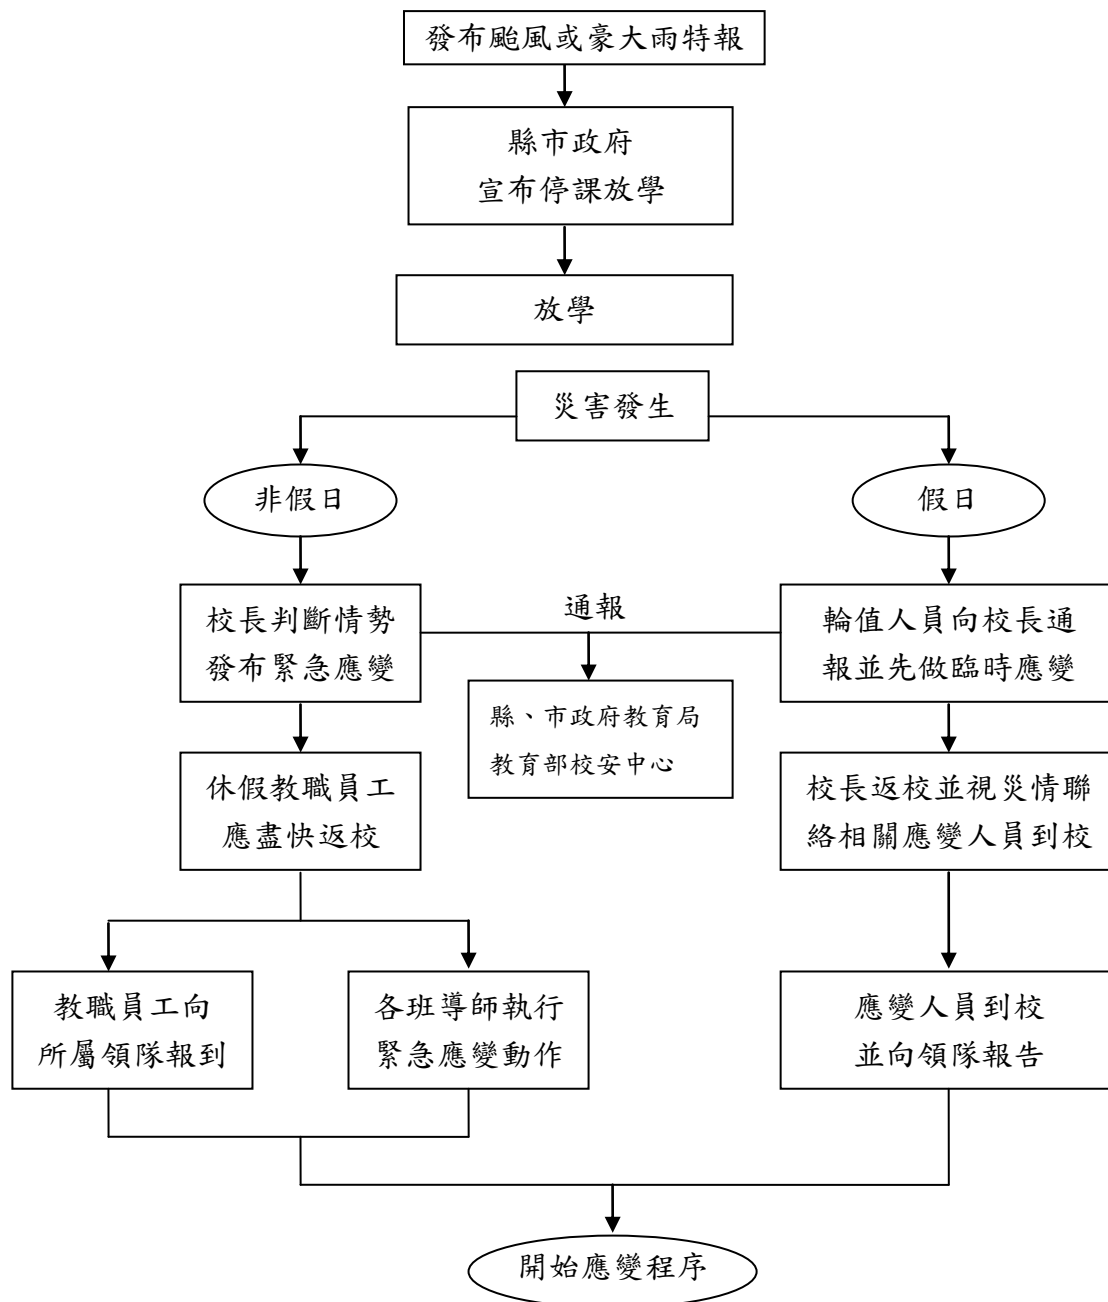 發布颱風或豪大雨特報
縣市政府
宣布停課放學
放學
災害發生
非假日
假日
校長判斷情勢
發布緊急應變
通報
輪值人員向校長通
報並先做臨時應變
縣、市政府教育局
教育部校安中心
休假教職員工
應盡快返校
校長返校並視災情聯
絡相關應變人員到校
教職員工向
所屬領隊報到
各班導師執行
緊急應變動作
應變人員到校
並向領隊報告
開始應變程序